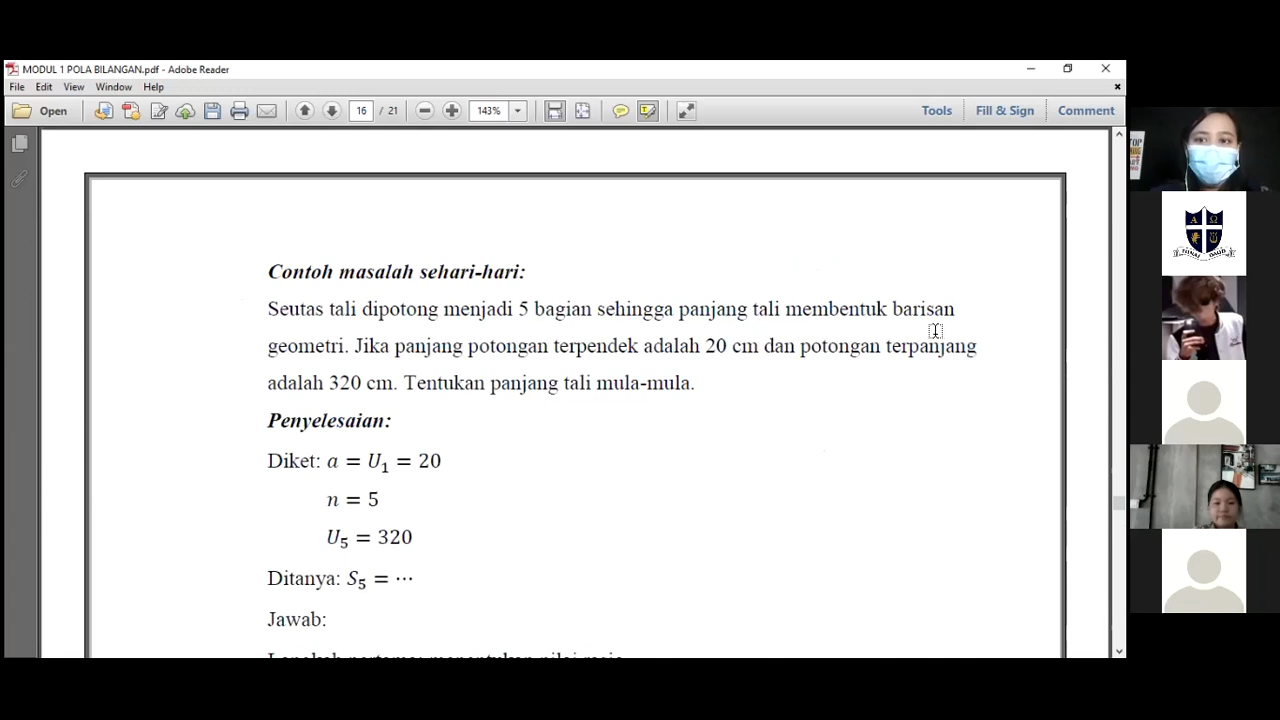 MODUL 1 POLA BILANGAN.pdf - Adobe Reader
File Edit View Window Help
Open 16 / 21 143% Tools Fill & Sign Comment
Contoh masalah sehari-hari:
Seutas tali dipotong menjadi 5 bagian sehingga panjang tali membentuk barisan
geometri. Jika panjang potongan terpendek adalah 20 cm dan potongan terpanjang
adalah 320 cm. Tentukan panjang tali mula-mula.
Penyelesaian:
Diket: a = U₁ = 20
n = 5
U₅ = 320
Ditanya: S₅ = ⋯
Jawab: